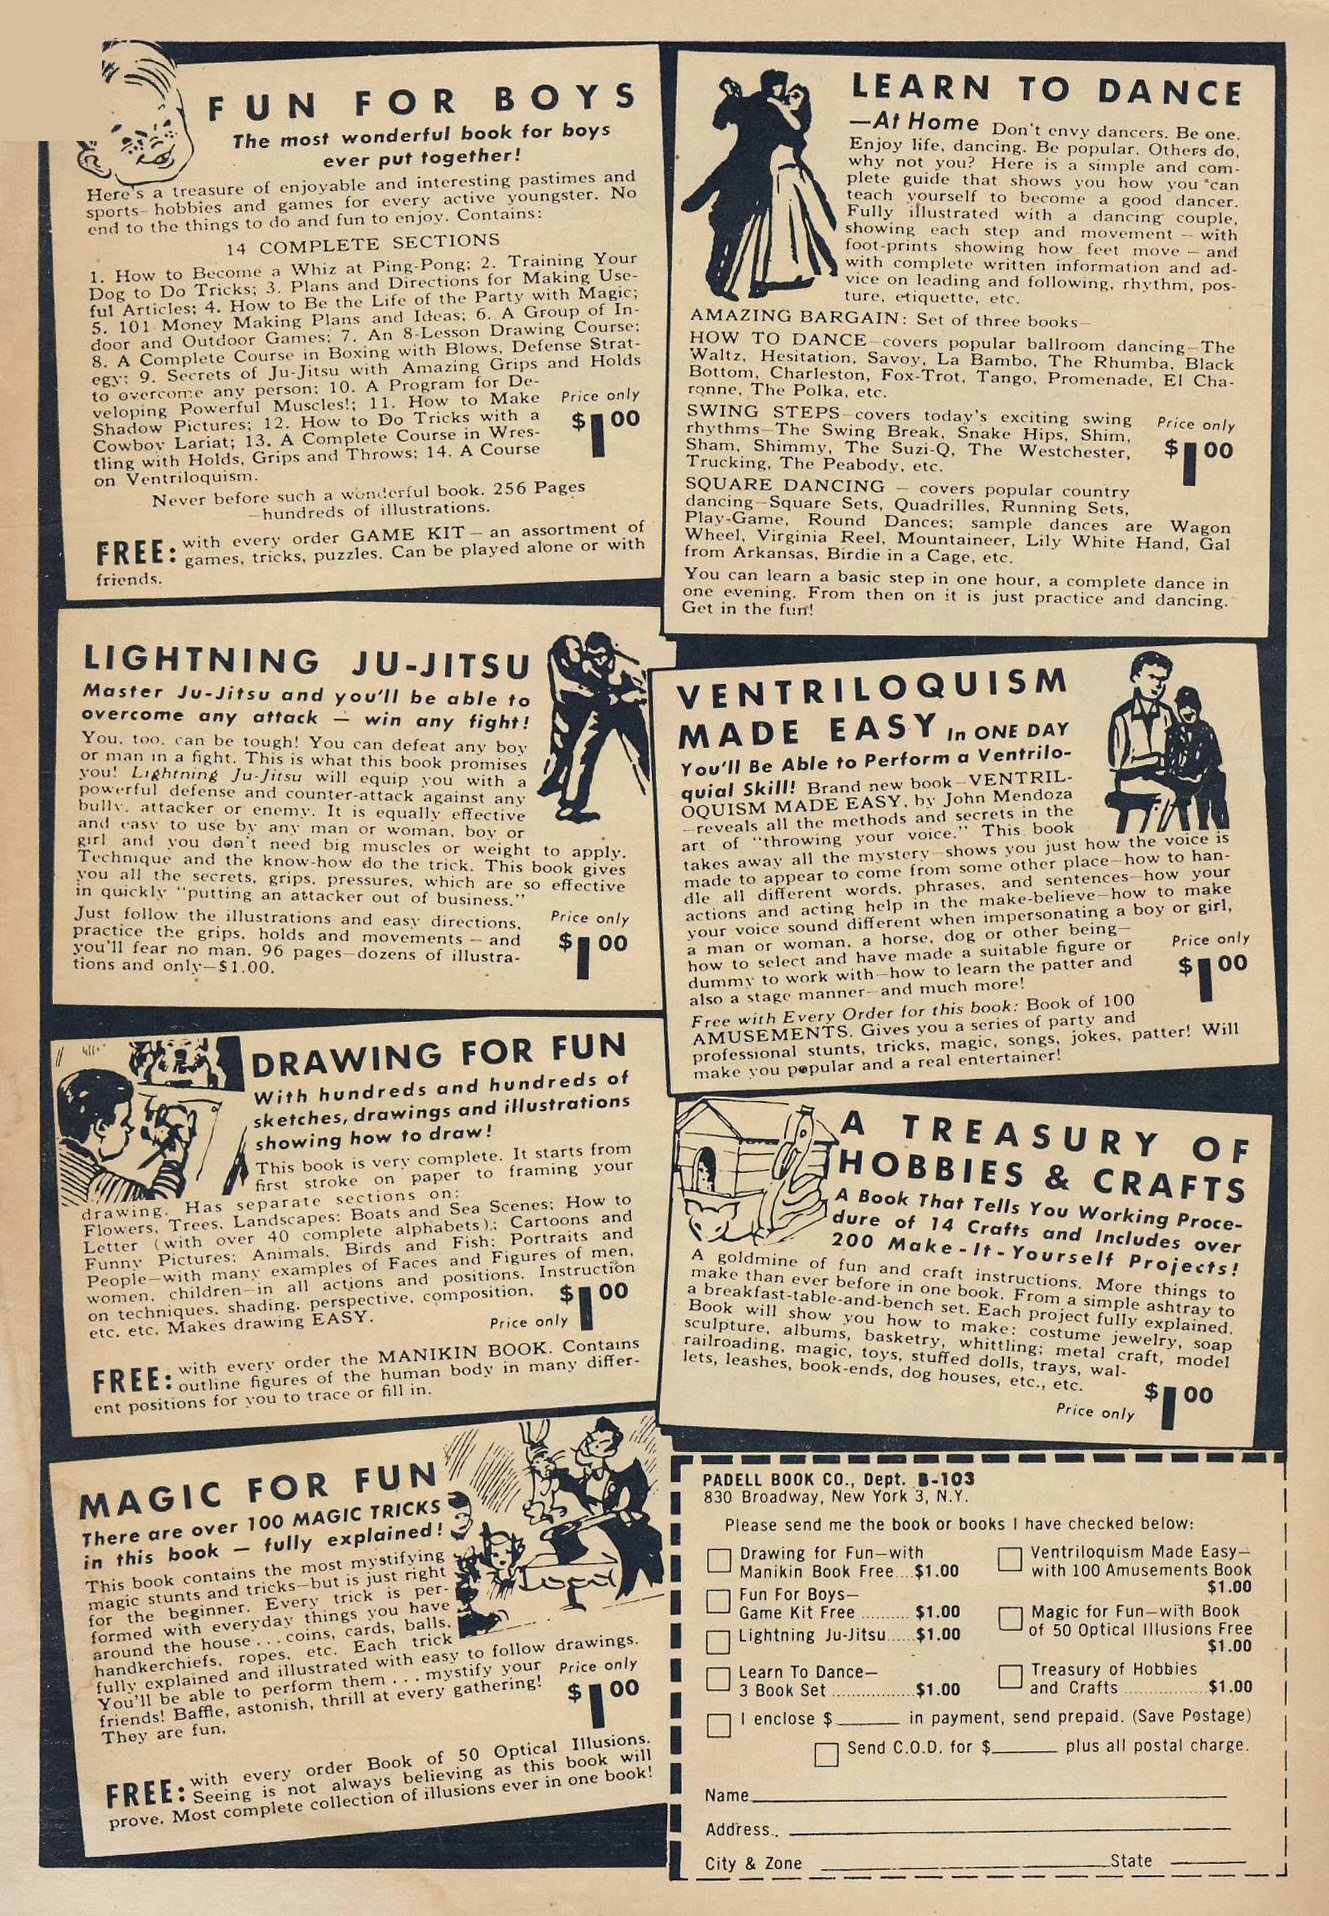 FUN FOR BOYS
The most wonderful book for boys
ever put together!
Here's a treasure of enjoyable and interesting pastimes and
sports—hobbies and games for every active youngster. No
end to the things to do and fun to enjoy. Contains:
14 COMPLETE SECTIONS
1. How to Become a Whiz at Ping-Pong; 2. Training Your
Dog to Do Tricks; 3. Plans and Directions for Making Use-
ful Articles; 4. How to Be the Life of the Party with Magic;
5. 101 Money Making Plans and Ideas; 6. A Group of In-
door and Outdoor Games; 7. An 8-Lesson Drawing Course;
8. A Complete Course in Boxing with Blows, Defense Strat-
egy; 9. Secrets of Ju-Jitsu with Amazing Grips and Holds
to overcome any person; 10. A Program for De-
veloping Powerful Muscles!; 11. How to Make
Shadow Pictures; 12. How to Do Tricks with a
Cowboy Lariat; 13. A Complete Course in Wres-
tling with Holds, Grips and Throws; 14. A Course
on Ventriloquism.
Price only
$1.00
Never before such a wonderful book. 256 Pages
—hundreds of illustrations.
FREE: with every order GAME KIT — an assortment of
games, tricks, puzzles. Can be played alone or with
friends.
LEARN TO DANCE
—At Home Don't envy dancers. Be one.
Enjoy life, dancing. Be popular. Others do,
why not you? Here is a simple and com-
plete guide that shows you how you can
teach yourself to become a good dancer.
Fully illustrated with a dancing couple,
showing each step and movement — with
foot-prints showing how feet move — and
with complete written information and ad-
vice on leading and following, rhythm, pos-
ture, etiquette, etc.
AMAZING BARGAIN: Set of three books—
HOW TO DANCE—covers popular ballroom dancing—The
Waltz, Hesitation, Savoy, La Bambo, The Rhumba, Black
Bottom, Charleston, Fox-Trot, Tango, Promenade, El Cha-
ronne, The Polka, etc.
SWING STEPS—covers today's exciting swing
rhythms—The Swing Break, Snake Hips, Shim,
Sham, Shimmy, The Suzi-Q, The Westchester,
Trucking, The Peabody, etc.
Price only
$1.00
SQUARE DANCING — covers popular country
dancing—Square Sets, Quadrilles, Running Sets,
Play-Game, Round Dances; sample dances are Wagon
Wheel, Virginia Reel, Mountaineer, Lily White Hand, Gal
from Arkansas, Birdie in a Cage, etc.
You can learn a basic step in one hour, a complete dance in
one evening. From then on it is just practice and dancing.
Get in the fun!
LIGHTNING JU-JITSU
Master Ju-Jitsu and you'll be able to
overcome any attack — win any fight!
You, too, can be tough! You can defeat any boy
or man in a fight. This is what this book promises
you! Lightning Ju-Jitsu will equip you with a
powerful defense and counter-attack against any
bully, attacker or enemy. It is equally effective
and easy to use by any man or woman, boy or
girl and you don't need big muscles or weight to apply.
Technique and the know-how do the trick. This book gives
you all the secrets, grips, pressures, which are so effective
in quickly "putting an attacker out of business."
Just follow the illustrations and easy directions,
practice the grips, holds and movements — and
you'll fear no man. 96 pages—dozens of illustra-
tions and only—$1.00.
Price only
$1.00
VENTRILOQUISM
MADE EASY In ONE DAY
You'll Be Able to Perform a Ventrilo-
quial Skill! Brand new book—VENTRIL-
OQUISM MADE EASY, by John Mendoza
—reveals all the methods and secrets in the
art of "throwing your voice." This book
takes away all the mystery—shows you just how the voice is
made to appear to come from some other place—how to han-
dle all different words, phrases, and sentences—how your
actions and acting help in the make-believe—how to make
your voice sound different when impersonating a boy or girl,
a man or woman, a horse, dog or other being—
how to select and have made a suitable figure or
dummy to work with—how to learn the patter and
also a stage manner—and much more!
Price only
$1.00
Free with Every Order for this book: Book of 100
AMUSEMENTS. Gives you a series of party and
professional stunts, tricks, magic, songs, jokes, patter! Will
make you popular and a real entertainer!
DRAWING FOR FUN
With hundreds and hundreds of
sketches, drawings and illustrations
showing how to draw!
This book is very complete. It starts from
first stroke on paper to framing your
drawing. Has separate sections on:
Flowers, Trees, Landscapes; Boats and Sea Scenes; How to
Letter (with over 40 complete alphabets); Cartoons and
Funny Pictures; Animals, Birds and Fish; Portraits and
People—with many examples of Faces and Figures of men,
women, children—in all actions and positions. Instruction
on techniques, shading, perspective, composition,
etc. etc. Makes drawing EASY.
Price only $1.00
FREE: with every order the MANIKIN BOOK. Contains
outline figures of the human body in many differ-
ent positions for you to trace or fill in.
A TREASURY OF
HOBBIES & CRAFTS
A Book That Tells You Working Proce-
dure of 14 Crafts and Includes over
200 Make-It-Yourself Projects!
A goldmine of fun and craft instructions. More things to
make than ever before in one book. From a simple ashtray to
a breakfast-table-and-bench set. Each project fully explained.
Book will show you how to make: costume jewelry, soap
sculpture, albums, basketry, whittling; metal craft, model
railroading, magic, toys, stuffed dolls, trays, wal-
lets, leashes, book-ends, dog houses, etc., etc.
Price only $1.00
MAGIC FOR FUN
There are over 100 MAGIC TRICKS
in this book — fully explained!
This book contains the most mystifying
magic stunts and tricks—but is just right
for the beginner. Every trick is per-
formed with everyday things you have
around the house . . . coins, cards, balls,
handkerchiefs, ropes, etc. Each trick
fully explained and illustrated with easy to follow drawings.
You'll be able to perform them . . . mystify your
friends! Baffle, astonish, thrill at every gathering!
They are fun.
Price only
$1.00
FREE: with every order Book of 50 Optical Illusions.
Seeing is not always believing as this book will
prove. Most complete collection of illusions ever in one book!
PADELL BOOK CO., Dept. B-103
830 Broadway, New York 3, N.Y.
Please send me the book or books I have checked below:
Drawing for Fun—with
Manikin Book Free...$1.00
Fun For Boys—
Game Kit Free .......... $1.00
Lightning Ju-Jitsu......$1.00
Learn To Dance—
3 Book Set ................$1.00
Ventriloquism Made Easy—
with 100 Amusements Book
$1.00
Magic for Fun—with Book
of 50 Optical Illusions Free
$1.00
Treasury of Hobbies
and Crafts ................$1.00
I enclose $_______ in payment, send prepaid. (Save Postage)
Send C.O.D. for $_______ plus all postal charge.
Name
Address
City & Zone State